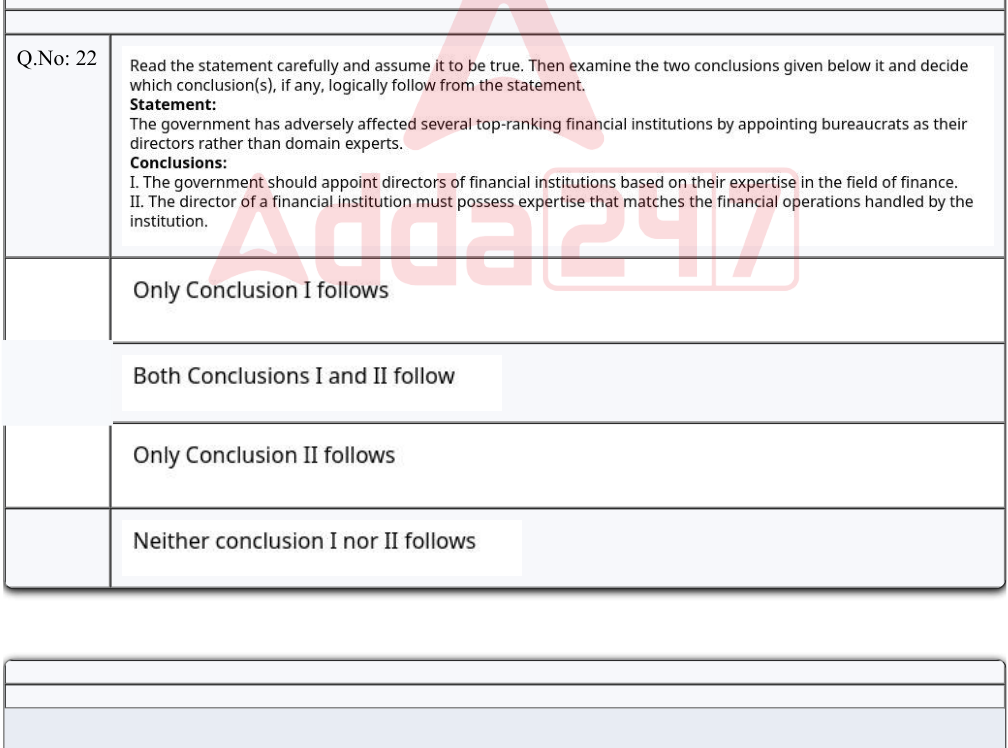 Q.No: 22
Read the statement carefully and assume it to be true. Then examine the two conclusions given below it and decide
which conclusion(s), if any, logically follow from the statement.
Statement:
The government has adversely affected several top-ranking financial institutions by appointing bureaucrats as their
directors rather than domain experts.
Conclusions:
I. The government should appoint directors of financial institutions based on their expertise in the field of finance.
II. The director of a financial institution must possess expertise that matches the financial operations handled by the
institution.
Adda247
Only Conclusion I follows
Both Conclusions I and II follow
Only Conclusion II follows
Neither conclusion I nor II follows